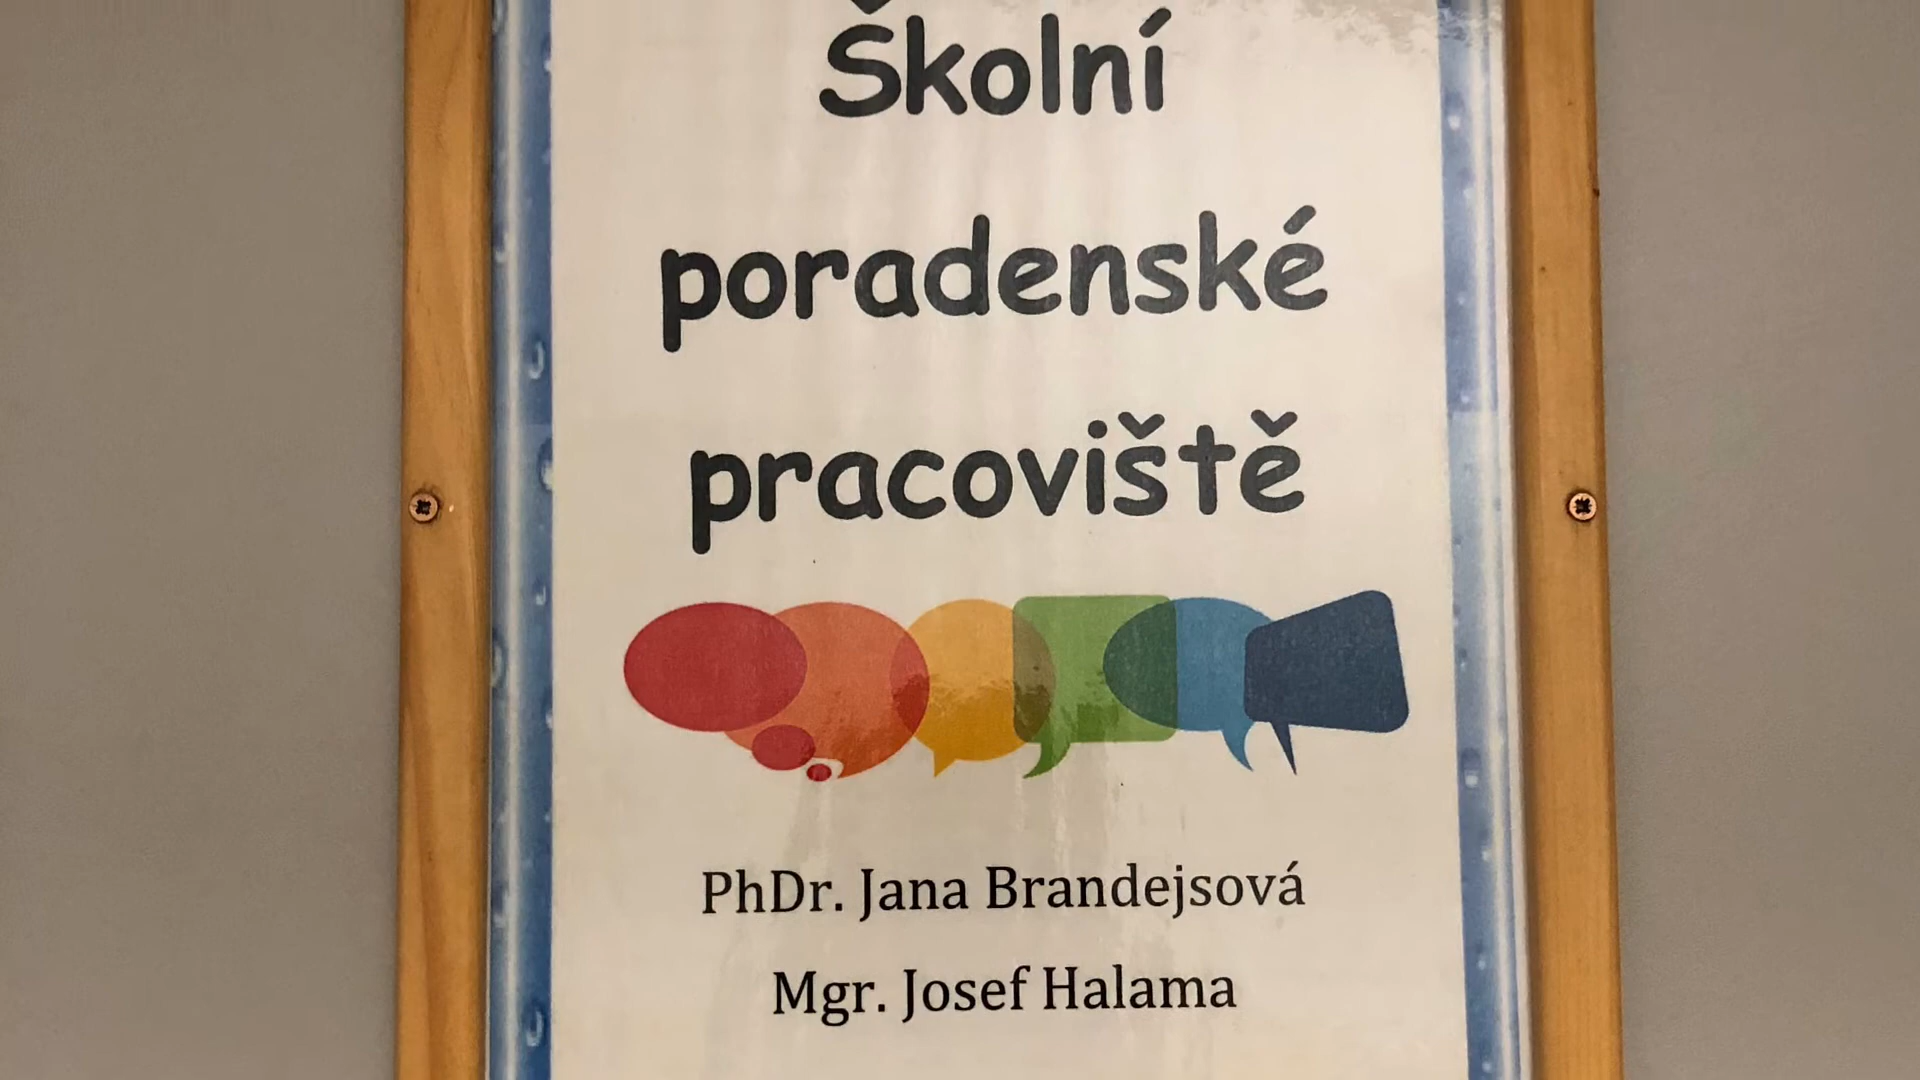 Školní
poradenské
pracoviště
PhDr. Jana Brandejsová
Mgr. Josef Halama